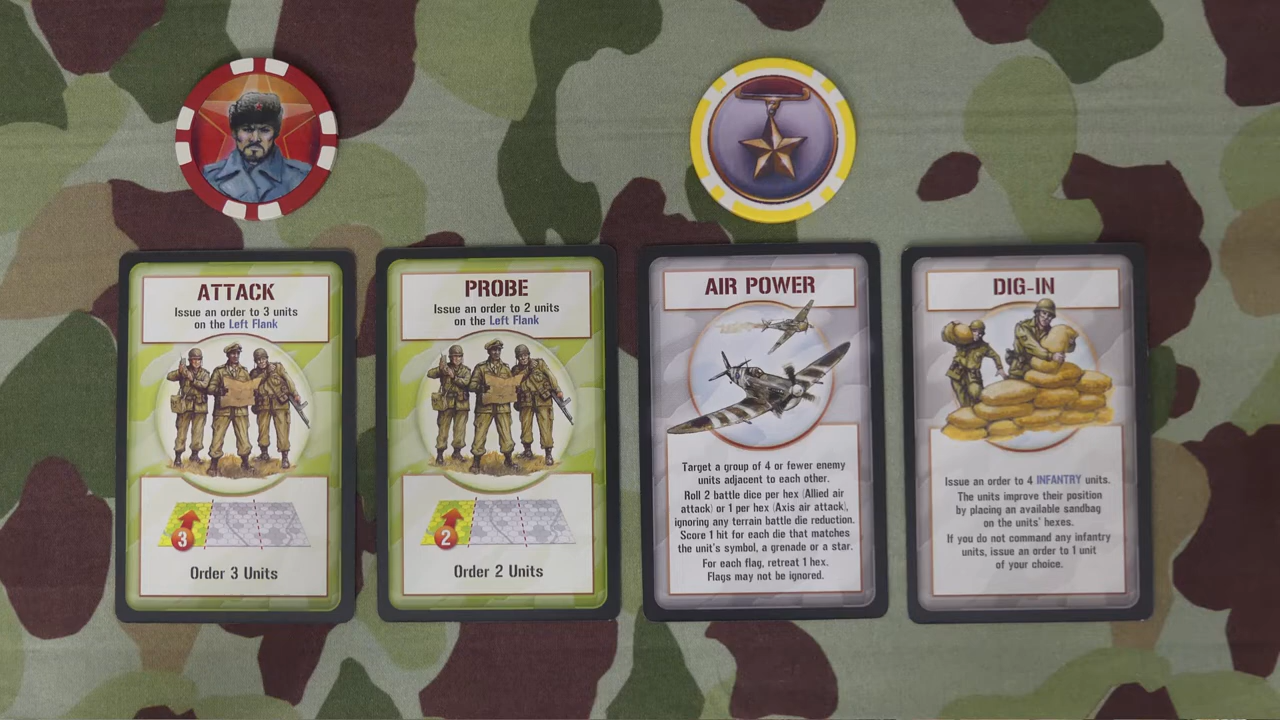 ATTACK
Issue an order to 3 units
on the Left Flank
3
Order 3 Units
PROBE
Issue an order to 2 units
on the Left Flank
2
Order 2 Units
AIR POWER
Target a group of 4 or fewer enemy
units adjacent to each other.
Roll 2 battle dice per hex (Allied air
attack) or 1 per hex (Axis air attack),
ignoring any terrain battle die reduction.
Score 1 hit for each die that matches
the unit's symbol, a grenade or a star.
For each flag, retreat 1 hex.
Flags may not be ignored.
DIG-IN
Issue an order to 4 INFANTRY units.
The units improve their position
by placing an available sandbag
on the units' hexes.
If you do not command any infantry
units, issue an order to 1 unit
of your choice.